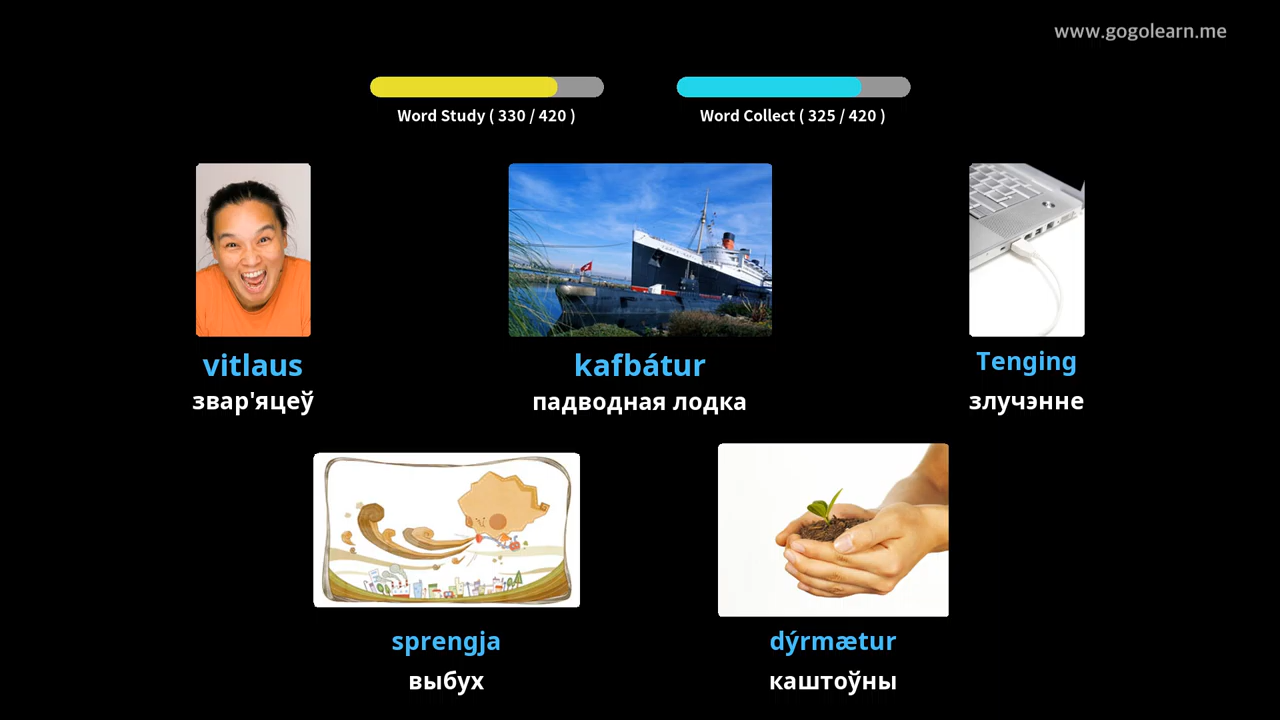 www.gogolearn.me
Word Study ( 330 / 420 )
Word Collect ( 325 / 420 )
vitlaus
звар'яцеў
kafbátur
падводная лодка
Tenging
злучэнне
sprengja
выбух
dýrmætur
каштоўны